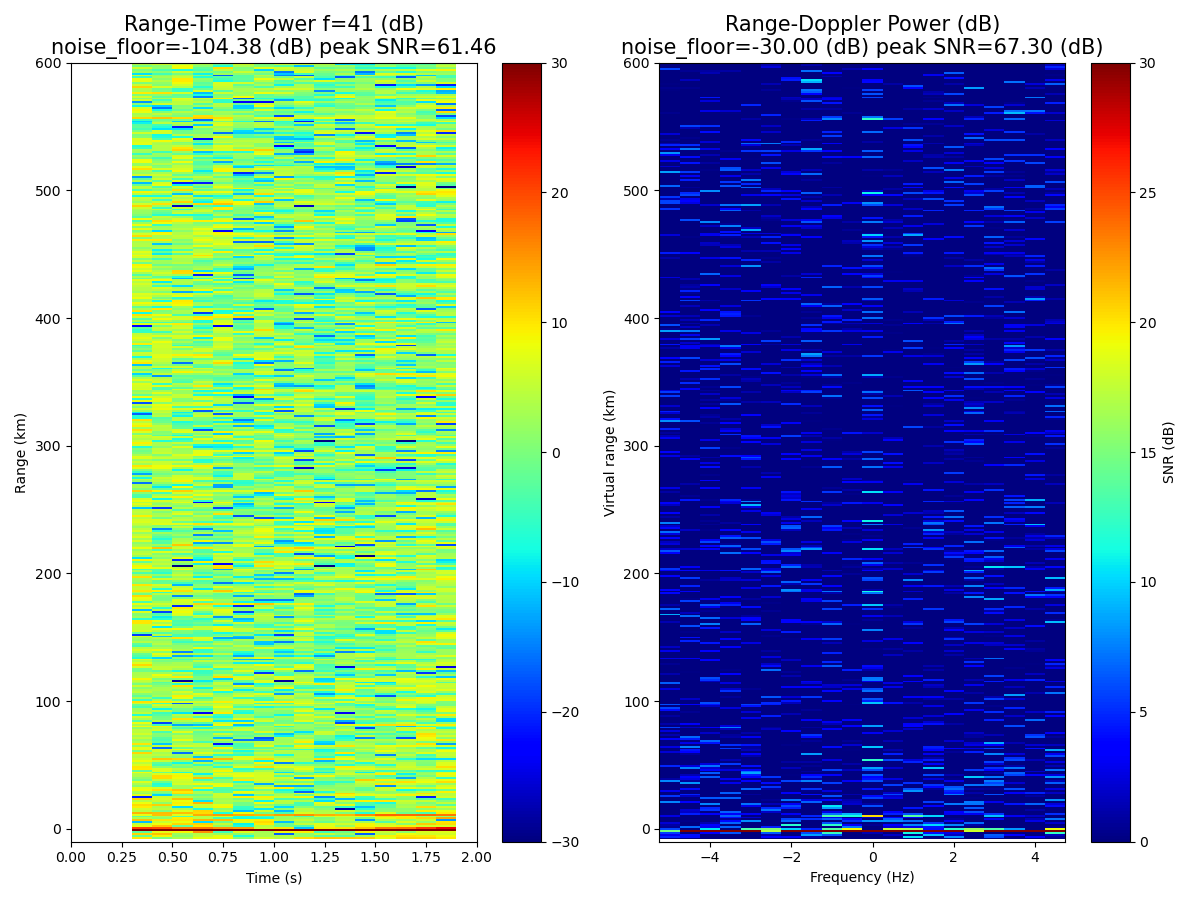 Range-Time Power f=41 (dB)
noise_floor=-104.38 (dB) peak SNR=61.46
Range (km)
600
500
400
300
200
100
0
0.00 0.25 0.50 0.75 1.00 1.25 1.50 1.75 2.00
Time (s)
30
20
10
0
−10
−20
−30
Range-Doppler Power (dB)
noise_floor=-30.00 (dB) peak SNR=67.30 (dB)
Virtual range (km)
600
500
400
300
200
100
0
−4 −2 0 2 4
Frequency (Hz)
30
25
20
15
10
5
0
SNR (dB)